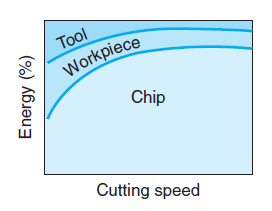 Tool
Workpiece
Chip
Energy (%)
Cutting speed